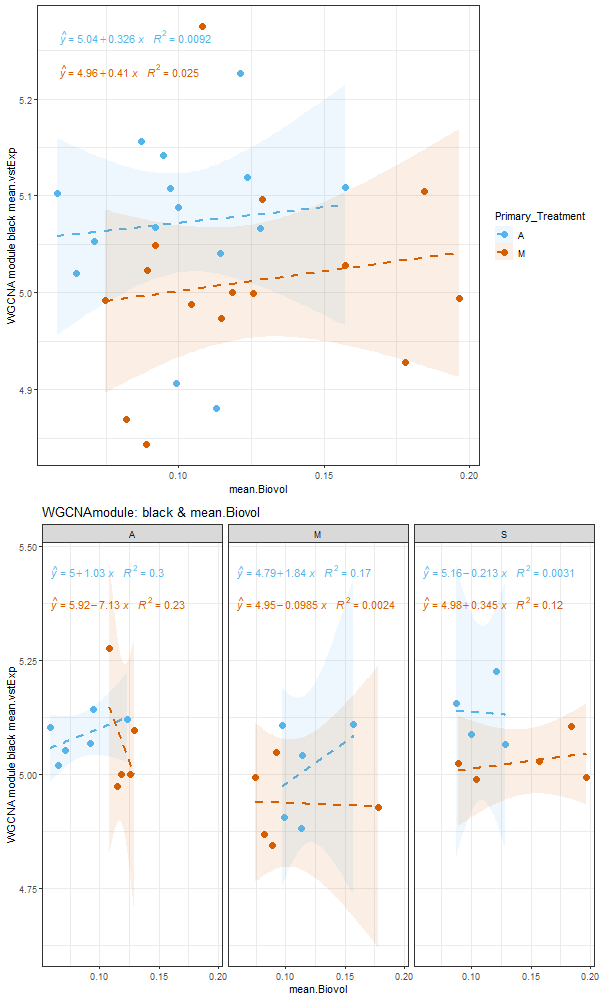 ŷ = 5.04+0.326 x   R² = 0.0092
ŷ = 4.96+0.41 x   R² = 0.025
5.2
5.1
5.0
4.9
WGCNA module black mean.vstExp
0.10 0.15 0.20
mean.Biovol
Primary_Treatment
A
M
WGCNAmodule: black & mean.Biovol
A M S
ŷ = 5+1.03 x   R² = 0.3
ŷ = 5.92−7.13 x   R² = 0.23
ŷ = 4.79+1.84 x   R² = 0.17
ŷ = 4.95−0.0985 x   R² = 0.0024
ŷ = 5.16−0.213 x   R² = 0.0031
ŷ = 4.98+0.345 x   R² = 0.12
5.50
5.25
5.00
4.75
WGCNA module black mean.vstExp
0.10 0.15 0.20 0.10 0.15 0.20 0.10 0.15 0.20
mean.Biovol